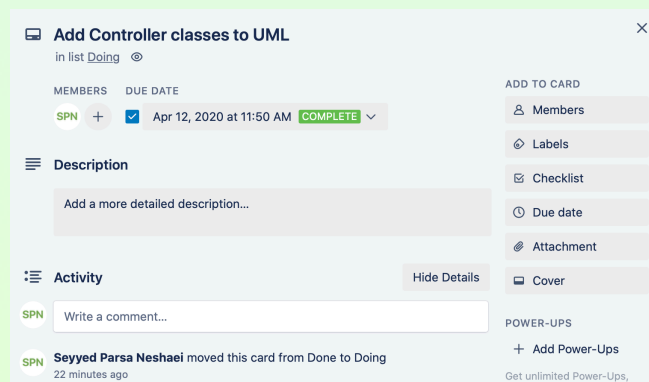 Add Controller classes to UML
in list Doing
MEMBERS DUE DATE
SPN + Apr 12, 2020 at 11:50 AM COMPLETE
Description
Add a more detailed description...
Activity Hide Details
SPN Write a comment...
SPN Seyyed Parsa Neshaei moved this card from Done to Doing
22 minutes ago
ADD TO CARD
Members
Labels
Checklist
Due date
Attachment
Cover
POWER-UPS
+ Add Power-Ups
Get unlimited Power-Ups,